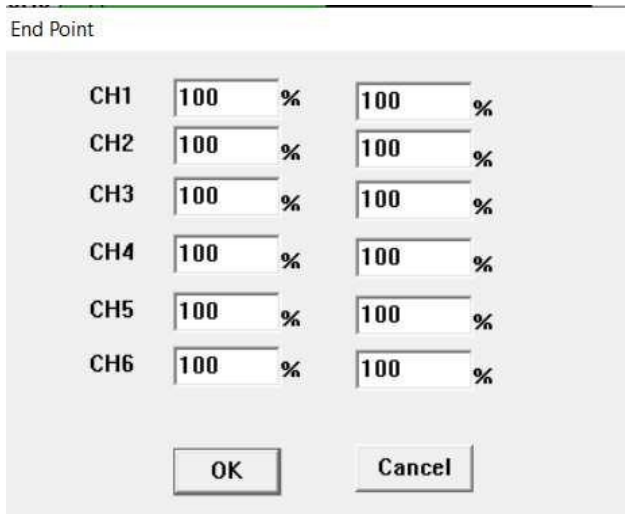 End Point
CH1 100 % 100 %
CH2 100 % 100 %
CH3 100 % 100 %
CH4 100 % 100 %
CH5 100 % 100 %
CH6 100 % 100 %
OK Cancel